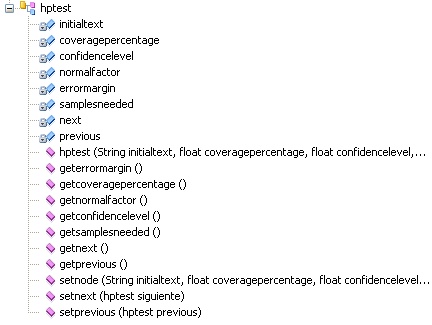 hptest
initialtext
coveragepercentage
confidencelevel
normalfactor
errormargin
samplesneeded
next
previous
hptest (String initialtext, float coveragepercentage, float confidencelevel,...
geterrormargin ()
getcoveragepercentage ()
getnormalfactor ()
getconfidencelevel ()
getsamplesneeded ()
getnext ()
getprevious ()
setnode (String initialtext, float coveragepercentage, float confidencelevel...
setnext (hptest siguiente)
setprevious (hptest previous)